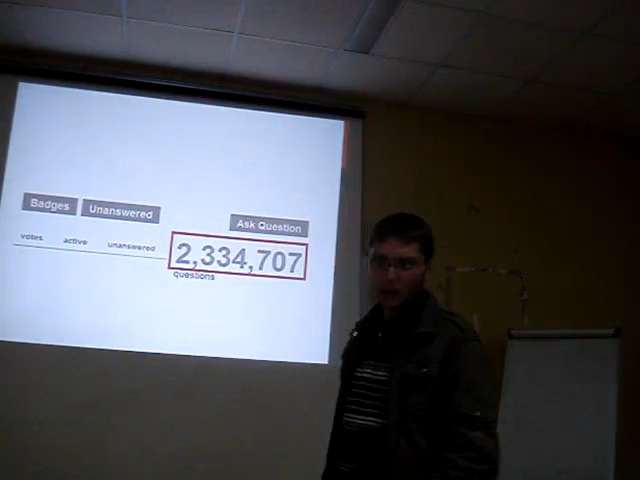 Badges Unanswered
Ask Question
votes active unanswered
2,334,707
questions